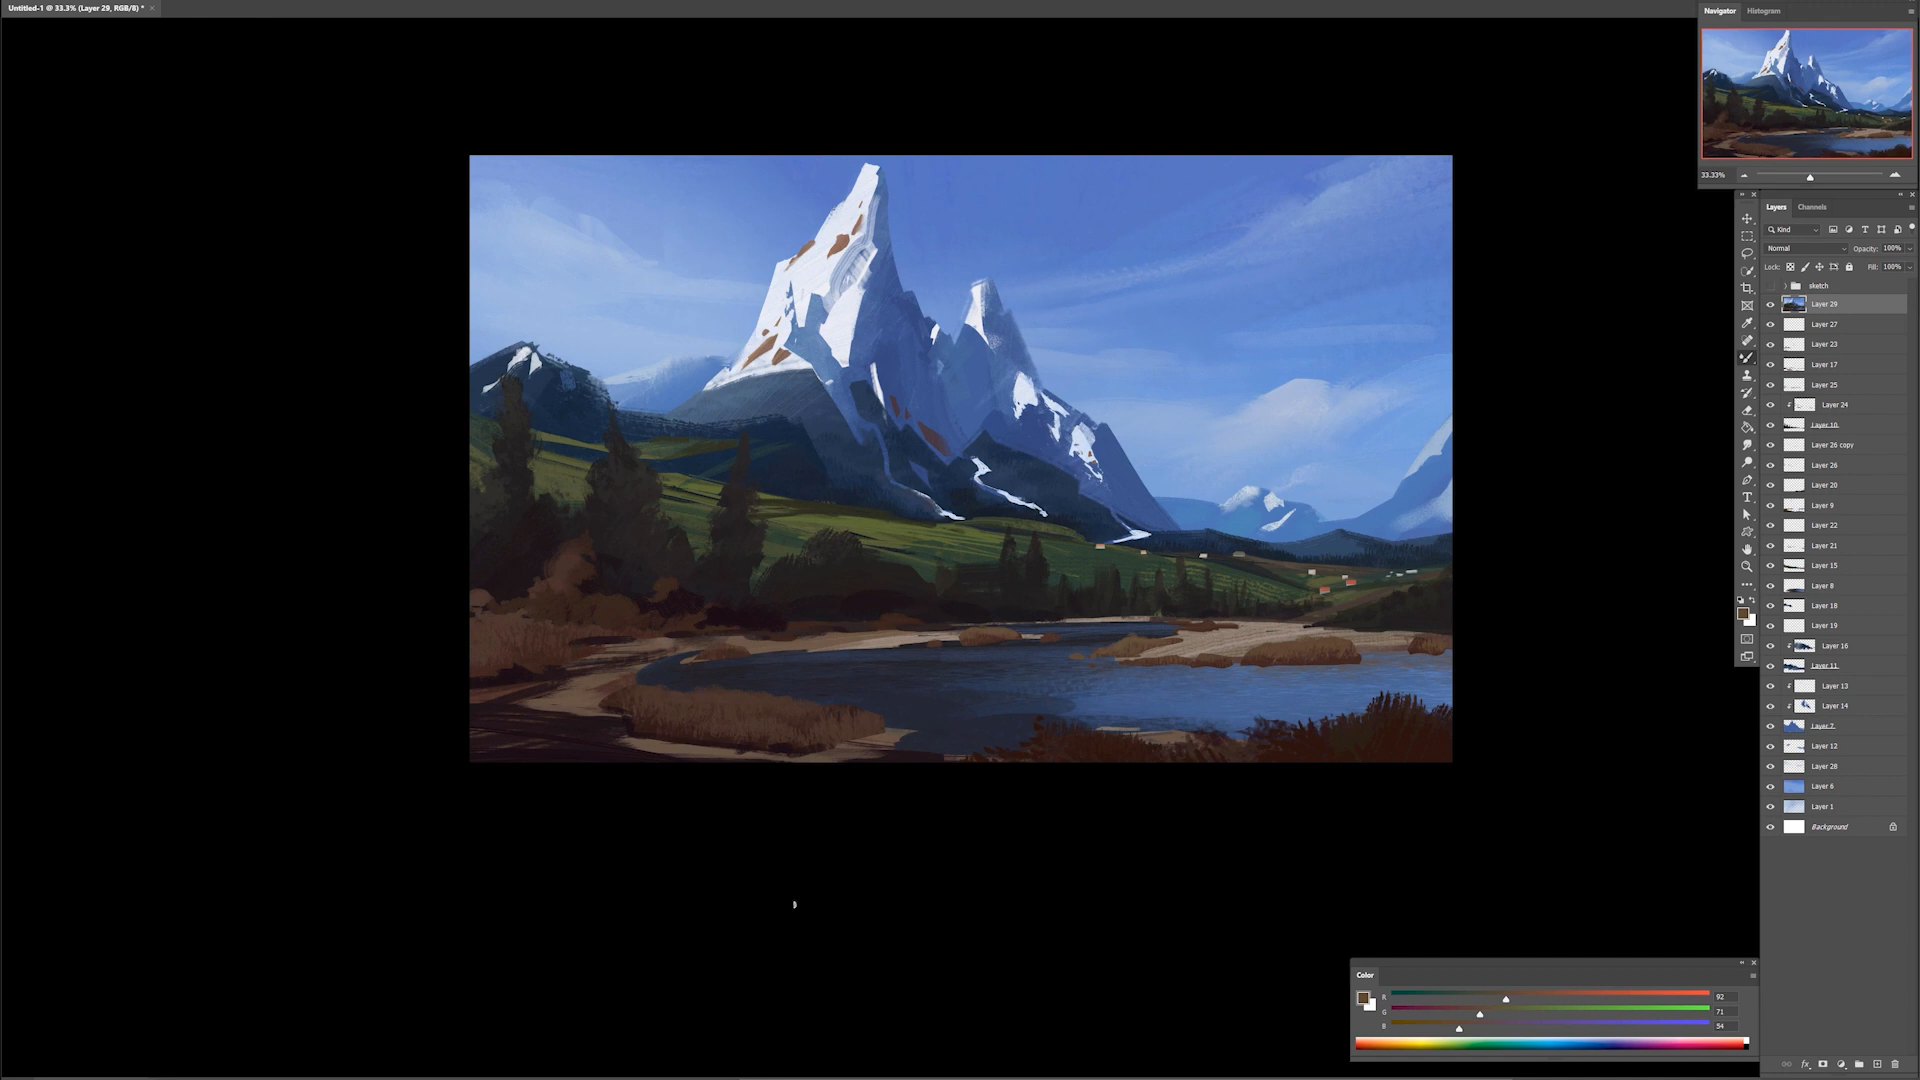 Untitled-1 @ 33.3% (Layer 29, RGB/8) *
Navigator
Histogram
33.33%
Layers
Channels
Kind
Normal
Opacity: 100%
Lock:
Fill: 100%
sketch
Layer 29
Layer 27
Layer 23
Layer 17
Layer 25
Layer 24
Layer 10
Layer 26 copy
Layer 26
Layer 20
Layer 9
Layer 22
Layer 21
Layer 15
Layer 8
Layer 18
Layer 19
Layer 16
Layer 11
Layer 13
Layer 14
Layer 7
Layer 12
Layer 28
Layer 6
Layer 1
Background
Color
R 92
G 71
B 54
fx